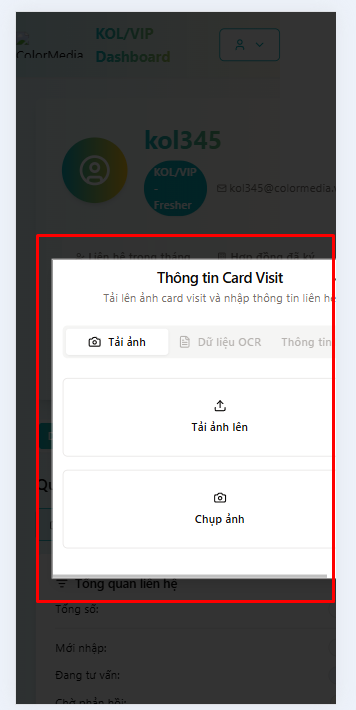 ColorMedia
KOL/VIP
Dashboard
kol345
KOL/VIP
-
Fresher
kol345@colormedia.
Liên hệ trong tháng
Hợp đồng đã ký
Thông tin Card Visit
Tải lên ảnh card visit và nhập thông tin liên hệ
Tải ảnh
Dữ liệu OCR
Thông tin
Tải ảnh lên
Chụp ảnh
Tổng quan liên hệ
Tổng số:
Mới nhập:
Đang tư vấn:
Chờ phản hồi: